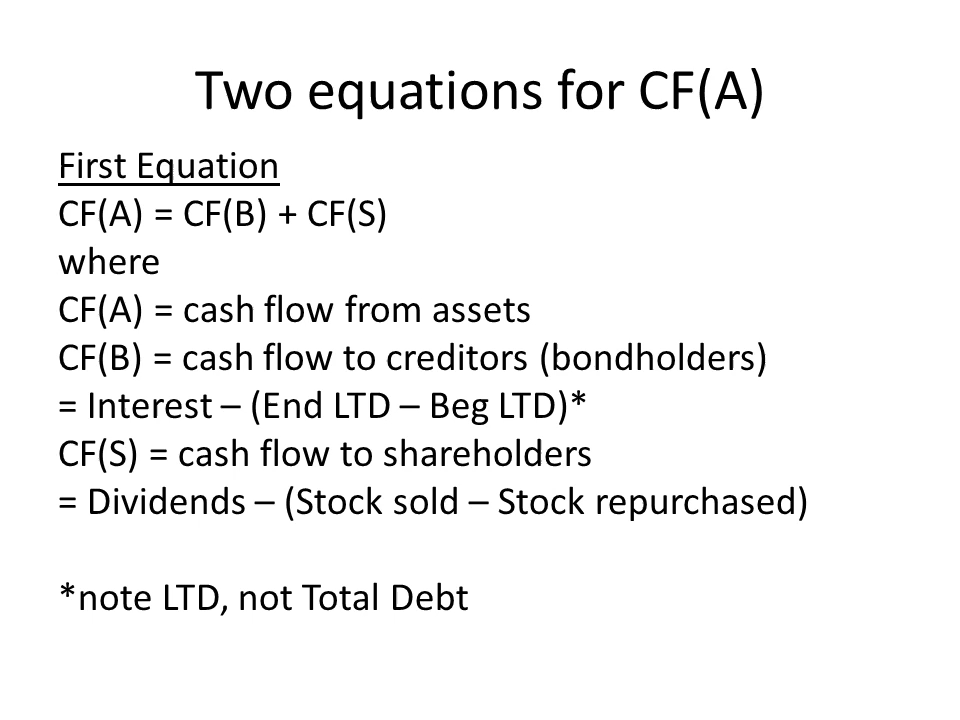 Two equations for CF(A)
First Equation
CF(A) = CF(B) + CF(S)
where
CF(A) = cash flow from assets
CF(B) = cash flow to creditors (bondholders)
= Interest – (End LTD – Beg LTD)*
CF(S) = cash flow to shareholders
= Dividends – (Stock sold – Stock repurchased)
*note LTD, not Total Debt